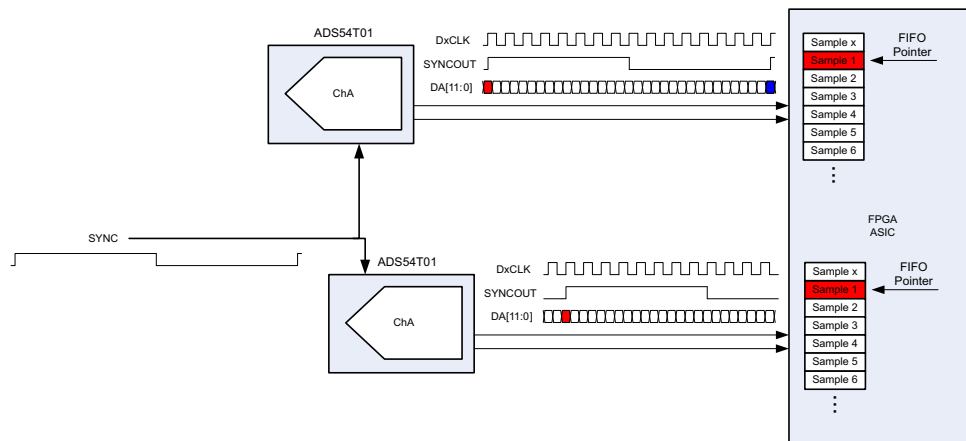 ADS54T01
ChA
DxCLK
SYNCOUT
DA[11:0]
Sample x
Sample 1
Sample 2
Sample 3
Sample 4
Sample 5
Sample 6
FIFO
Pointer
SYNC
FPGA
ASIC
ADS54T01
ChA
DxCLK
SYNCOUT
DA[11:0]
Sample x
Sample 1
Sample 2
Sample 3
Sample 4
Sample 5
Sample 6
FIFO
Pointer